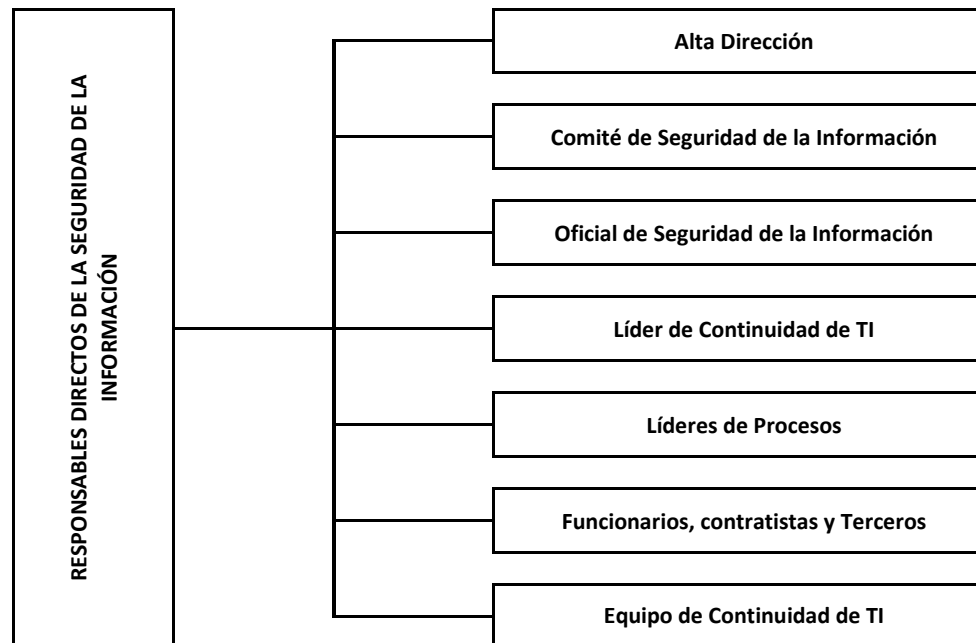 RESPONSABLES DIRECTOS DE LA SEGURIDAD DE LA
INFORMACIÓN
Alta Dirección
Comité de Seguridad de la Información
Oficial de Seguridad de la Información
Líder de Continuidad de TI
Líderes de Procesos
Funcionarios, contratistas y Terceros
Equipo de Continuidad de TI